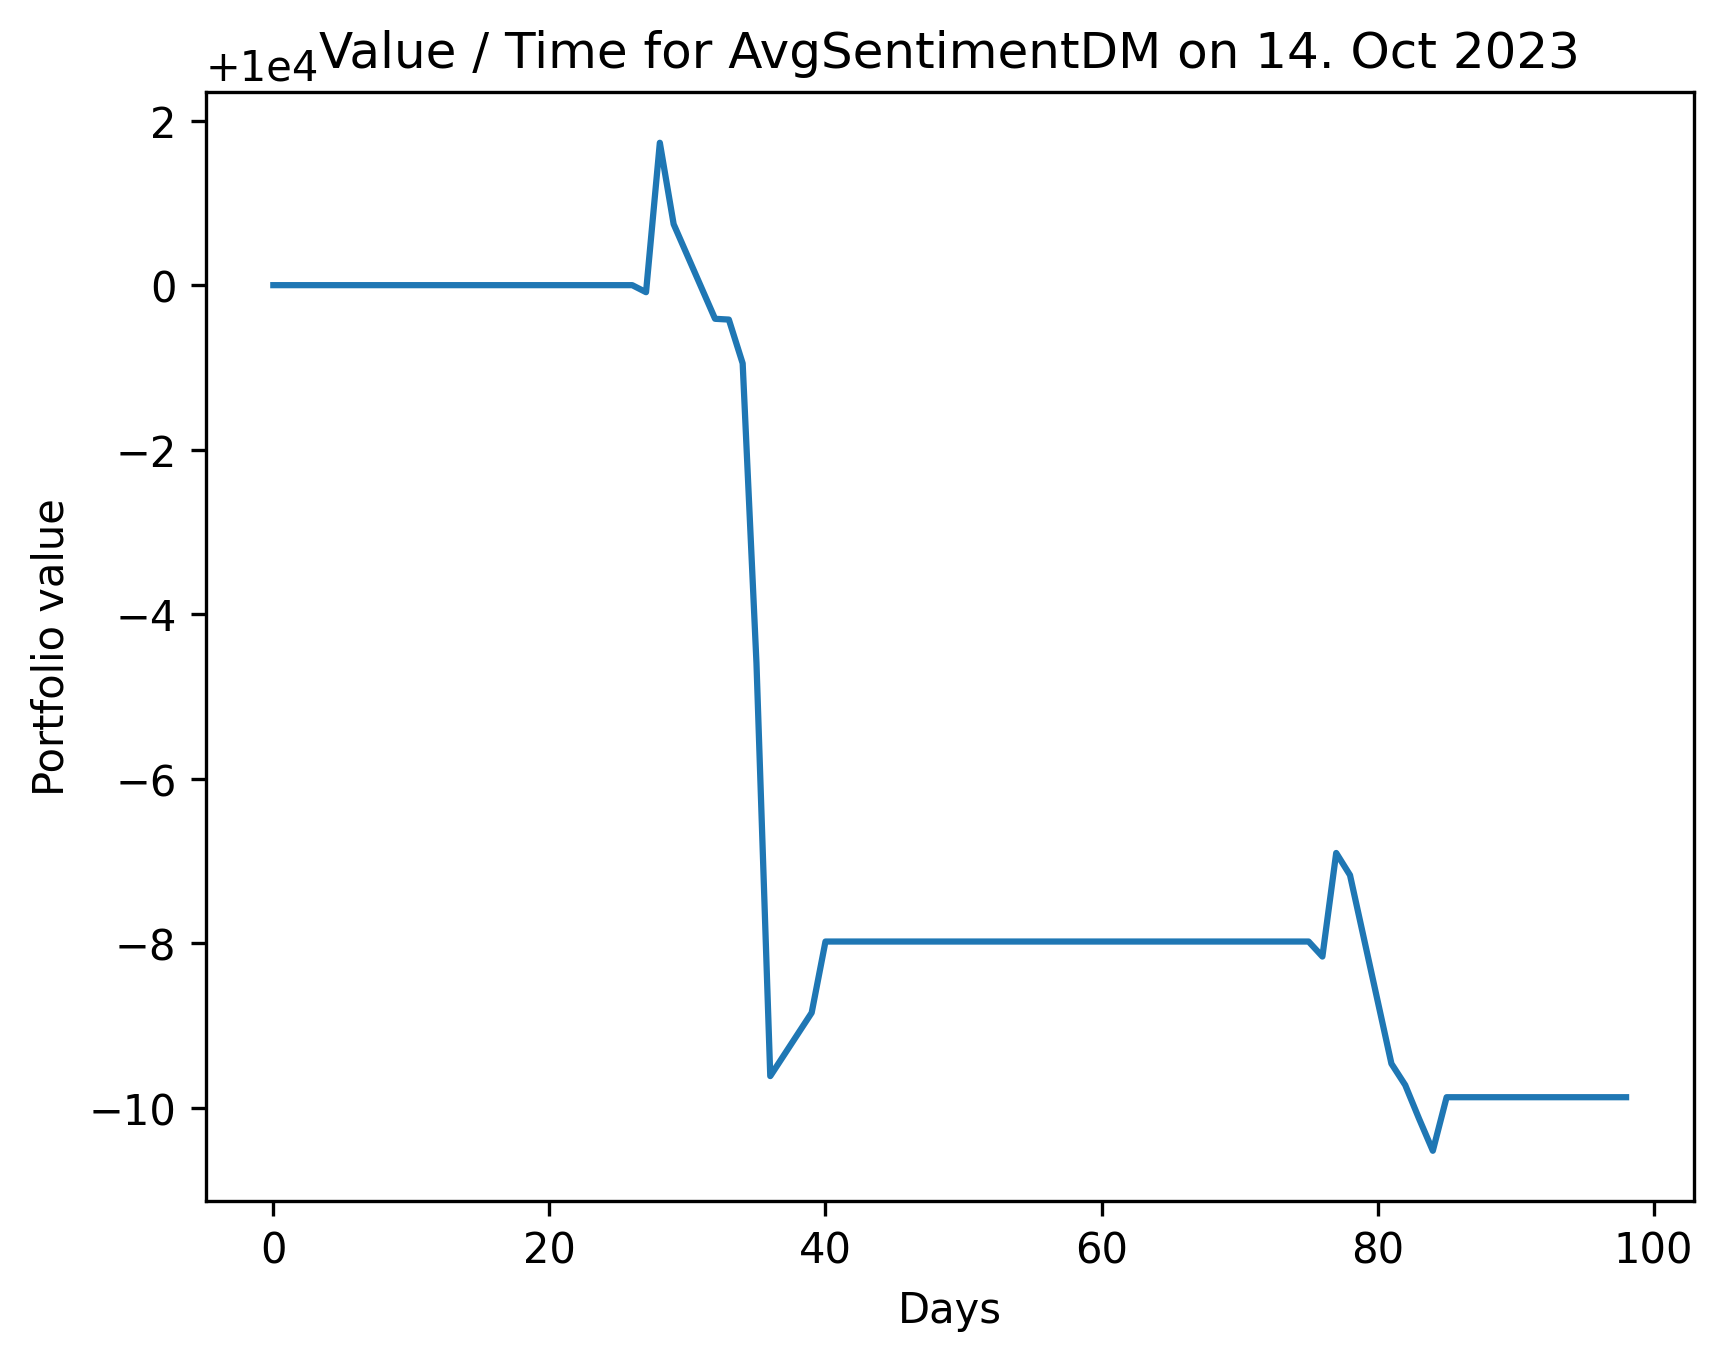 Value / Time for AvgSentimentDM on 14. Oct 2023
+1e4
2
0
−2
−4
−6
−8
−10
Portfolio value
0 20 40 60 80 100
Days